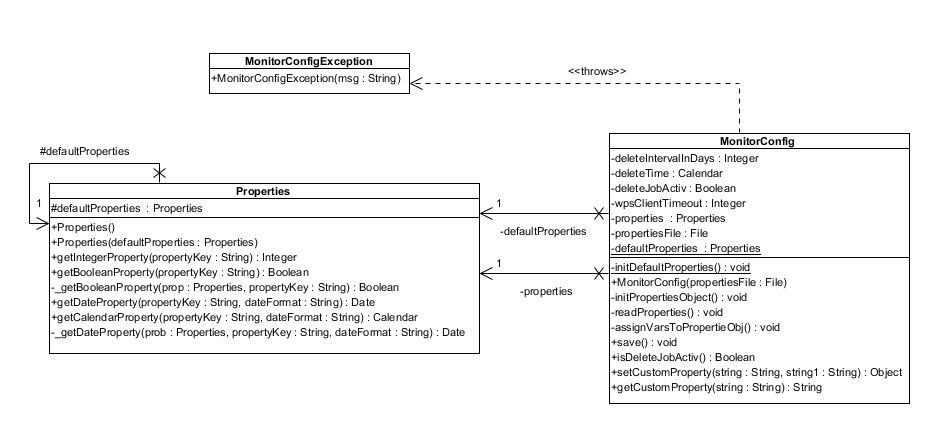 MonitorConfigException
+MonitorConfigException(msg : String)
<<throws>>
MonitorConfig
-deleteIntervalInDays : Integer
-deleteTime : Calendar
-deleteJobActiv : Boolean
-wpsClientTimeout : Integer
-properties : Properties
-propertiesFile : File
-defaultProperties : Properties
-initDefaultProperties() : void
+MonitorConfig(propertiesFile : File)
-initPropertiesObject() : void
-readProperties() : void
-assignVarsToPropertieObj() : void
+save() : void
+isDeleteJobActiv() : Boolean
+setCustomProperty(string : String, string1 : String) : Object
+getCustomProperty(string : String) : String
#defaultProperties
1
Properties
#defaultProperties : Properties
+Properties()
+Properties(defaultProperties : Properties)
+getIntegerProperty(propertyKey : String) : Integer
+getBooleanProperty(propertyKey : String) : Boolean
-_getBooleanProperty(prop : Properties, propertyKey : String) : Boolean
+getDateProperty(propertyKey : String, dateFormat : String) : Date
+getCalendarProperty(propertyKey : String, dateFormat : String) : Calendar
-_getDateProperty(prob : Properties, propertyKey : String, dateFormat : String) : Date
1
-defaultProperties
1
-properties